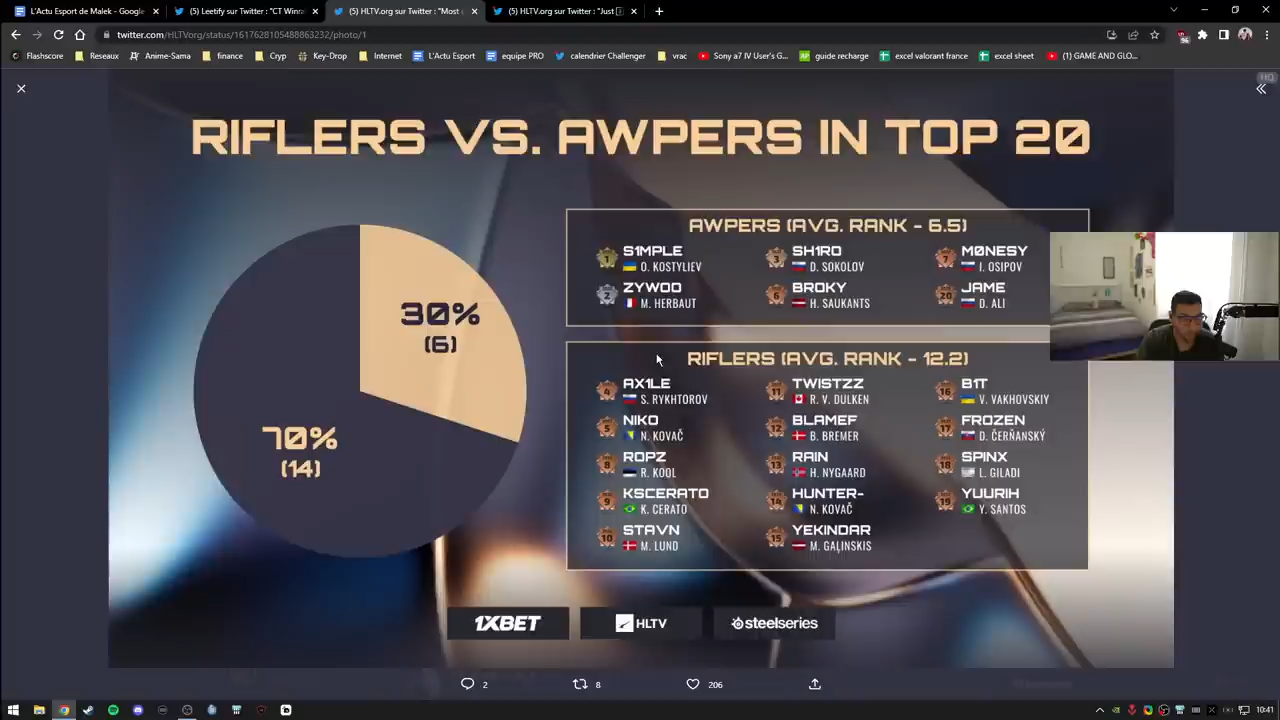 L'Actu Esport de Malek - Google
(5) Leetify sur Twitter : "CT Winra
(5) HLTV.org sur Twitter : "Most
(5) HLTV.org sur Twitter : "Just
twitter.com/HLTVorg/status/1617628105488863232/photo/1
Flashscore
Reseaux
Anime-Sama
finance
Cryp
Key-Drop
Internet
L'Actu Esport
equipe PRO
calendrier Challenger
vrac
Sony a7 IV User's G...
guide recharge
excel valorant france
excel sheet
(1) GAME AND GLO...
HQ
RIFLERS VS. AWPERS IN TOP 20
30%
(6)
70%
(14)
AWPERS (AVG. RANK - 6.5)
1 S1MPLE
O. KOSTYLIEV
3 SH1RO
D. SOKOLOV
7 MØNESY
I. OSIPOV
2 ZYWOO
M. HERBAUT
6 BROKY
H. SAUKANTS
20 JAME
D. ALI
RIFLERS (AVG. RANK - 12.2)
4 AX1LE
S. RYKHTOROV
11 TWISTZZ
R. V. DULKEN
16 B1T
V. VAKHOVSKIY
5 NIKO
N. KOVAČ
12 BLAMEF
B. BREMER
17 FROZEN
D. ČERŇANSKÝ
8 ROPZ
R. KOOL
13 RAIN
H. NYGAARD
18 SPINX
L. GILADI
9 KSCERATO
K. CERATO
14 HUNTER-
N. KOVAČ
19 YUURIH
Y. SANTOS
10 STAVN
M. LUND
15 YEKINDAR
M. GAĻINSKIS
1XBET
HLTV
steelseries
2
8
206
10:41